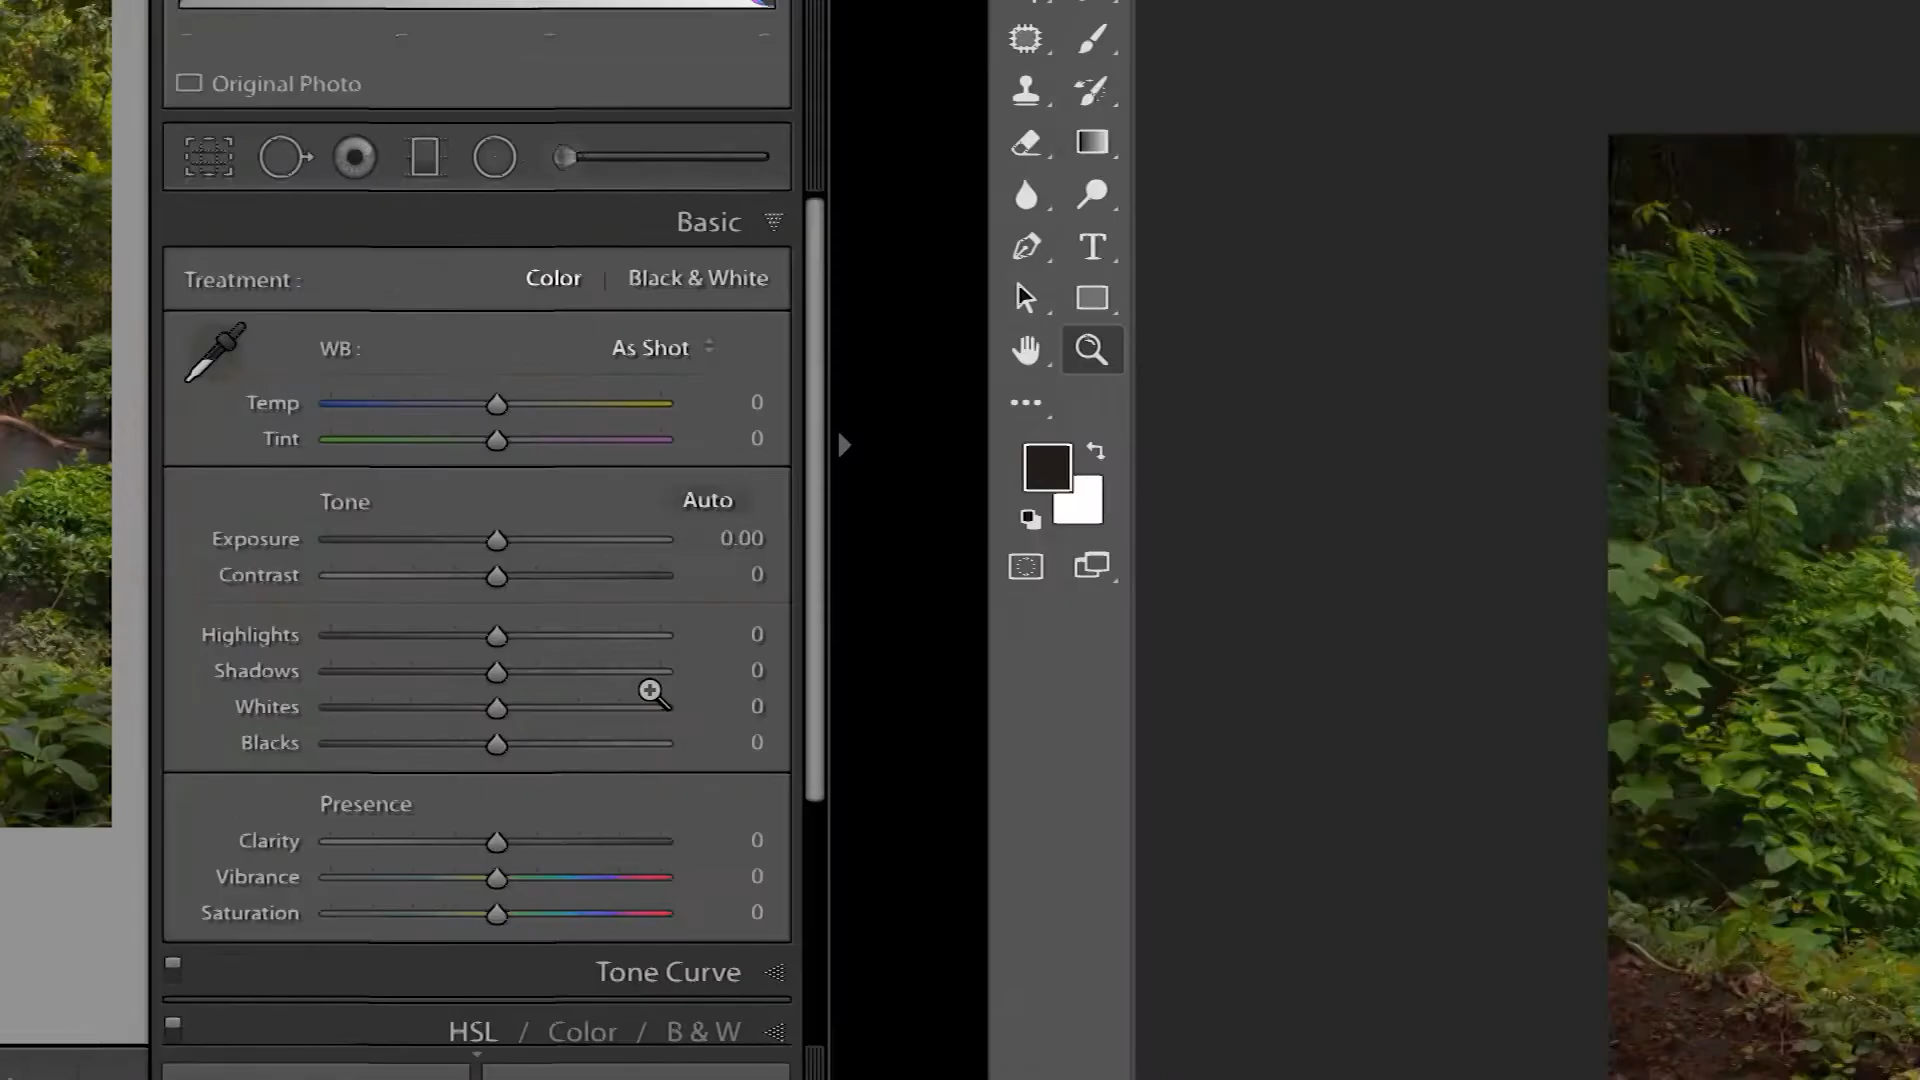 Original Photo
Basic
Treatment : Color | Black & White
WB : As Shot
Temp 0
Tint 0
Tone Auto
Exposure 0.00
Contrast 0
Highlights 0
Shadows 0
Whites 0
Blacks 0
Presence
Clarity 0
Vibrance 0
Saturation 0
Tone Curve
HSL / Color / B & W